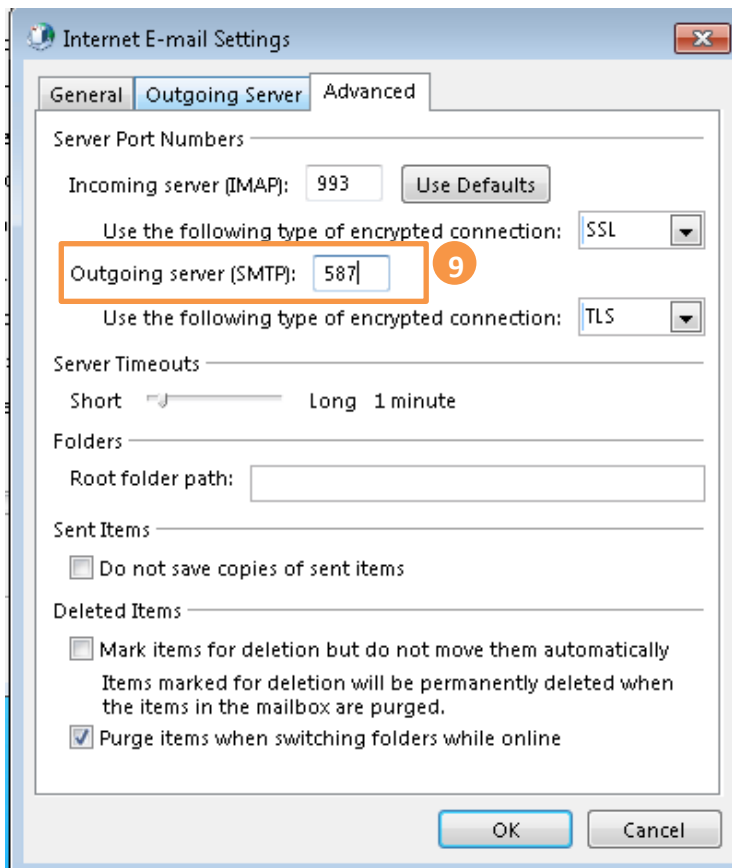 Internet E-mail Settings
General Outgoing Server Advanced
Server Port Numbers
Incoming server (IMAP): 993 Use Defaults
Use the following type of encrypted connection: SSL
Outgoing server (SMTP): 587 9
Use the following type of encrypted connection: TLS
Server Timeouts
Short Long 1 minute
Folders
Root folder path:
Sent Items
Do not save copies of sent items
Deleted Items
Mark items for deletion but do not move them automatically
Items marked for deletion will be permanently deleted when
the items in the mailbox are purged.
Purge items when switching folders while online
OK Cancel